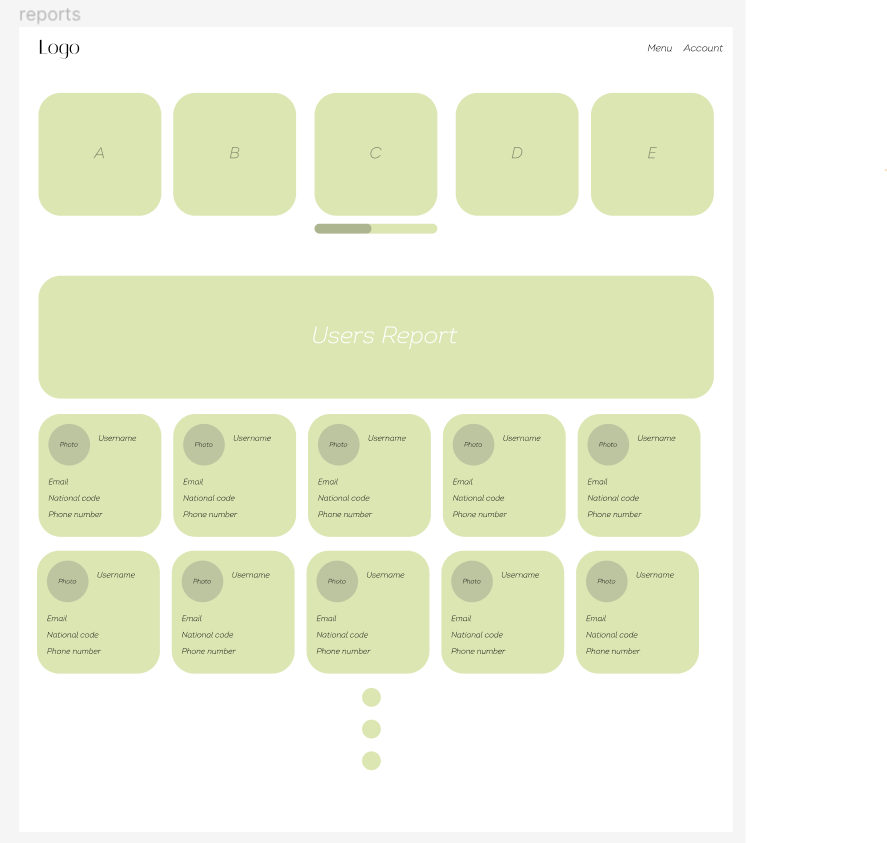 reports
Logo
Menu Account
A B C D E
Users Report
Photo Username Photo Username Photo Username Photo Username Photo Username
Email Email Email Email Email
National code National code National code National code National code
Phone number Phone number Phone number Phone number Phone number
Photo Username Photo Username Photo Username Photo Username Photo Username
Email Email Email Email Email
National code National code National code National code National code
Phone number Phone number Phone number Phone number Phone number